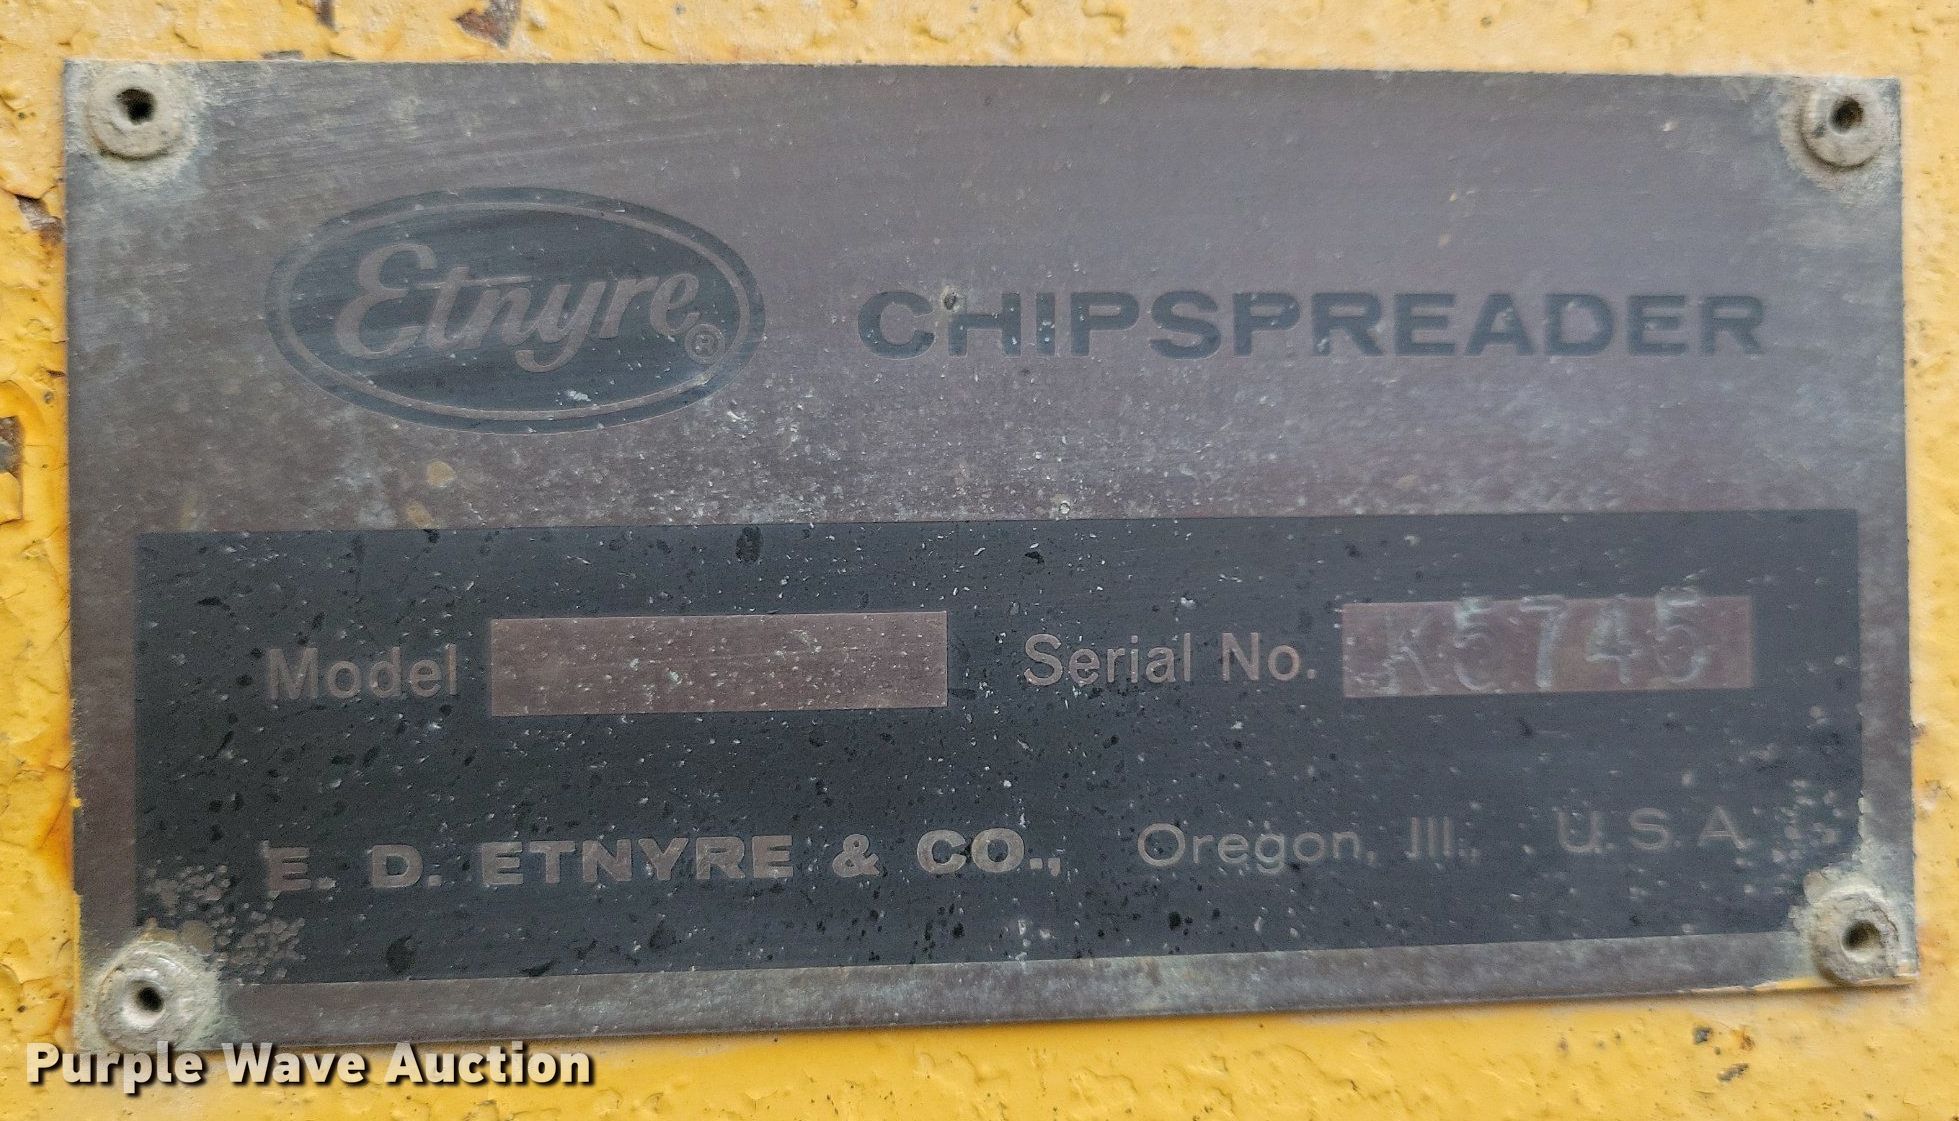 Etnyre® CHIPSPREADER
Model Serial No. K5745
E. D. ETNYRE & CO., Oregon, Ill., U.S.A.
Purple Wave Auction